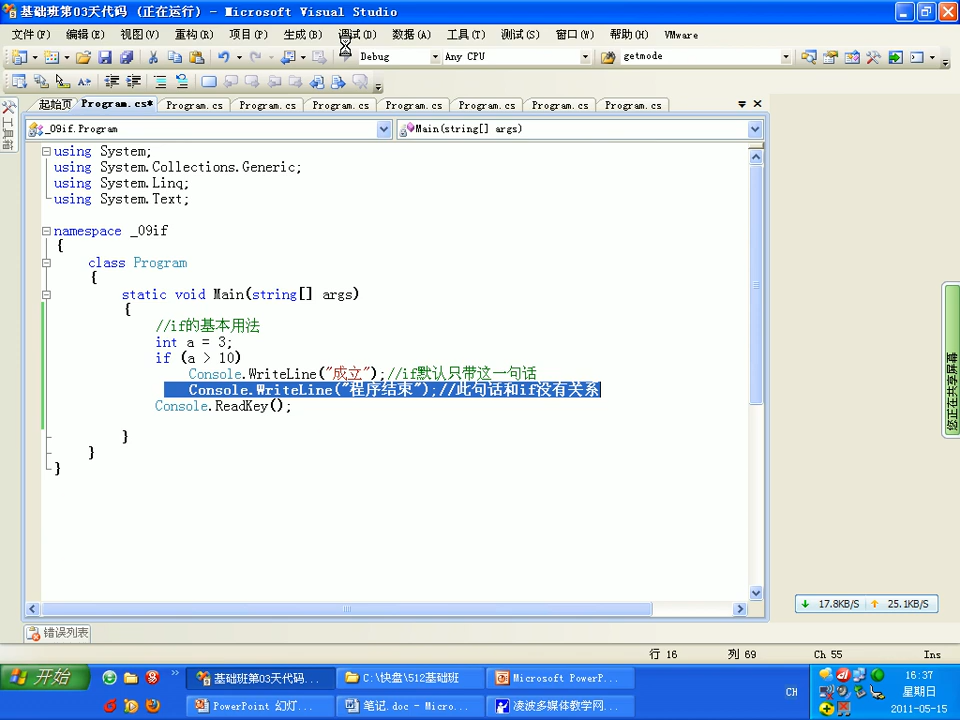 基础班第03天代码 (正在运行) - Microsoft Visual Studio
文件(F) 编辑(E) 视图(V) 重构(R) 项目(P) 生成(B) 调试(D) 数据(A) 工具(T) 测试(S) 窗口(W) 帮助(H) VMware
Debug Any CPU getmode
起始页 Program.cs* Program.cs Program.cs Program.cs Program.cs Program.cs Program.cs Program.cs
工具箱
_09if.Program Main(string[] args)
using System;
using System.Collections.Generic;
using System.Linq;
using System.Text;
namespace _09if
{
class Program
{
static void Main(string[] args)
{
//if的基本用法
int a = 3;
if (a > 10)
Console.WriteLine("成立");//if默认只带这一句话
Console.WriteLine("程序结束");//此句话和if没有关系
Console.ReadKey();
}
}
}
您正在共享屏幕
17.8KB/S 25.1KB/S
错误列表
行 16 列 69 Ch 55 Ins
开始 基础班第03天代码... C:\快盘\512基础班 Microsoft PowerP... CH 16:37
星期日
PowerPoint 幻灯... 笔记.doc - Micro... 凌波多媒体教学网... 2011-05-15